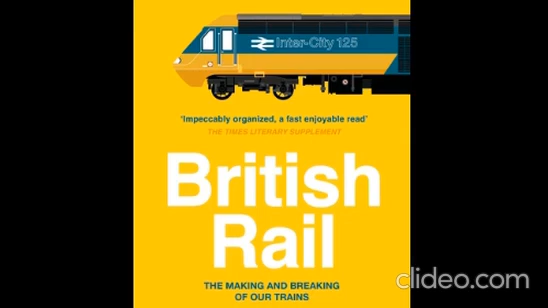 Inter-City 125
'Impeccably organized, a fast enjoyable read'
THE TIMES LITERARY SUPPLEMENT
British
Rail
THE MAKING AND BREAKING
OF OUR TRAINS
clideo.com